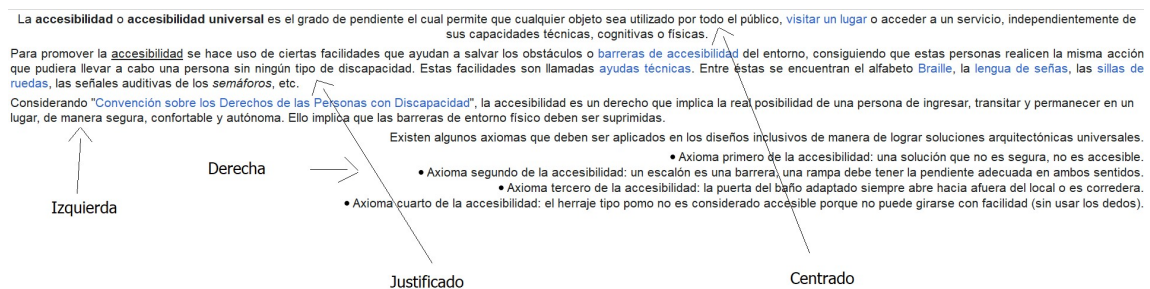 La accesibilidad o accesibilidad universal es el grado de pendiente el cual permite que cualquier objeto sea utilizado por todo el público, visitar un lugar o acceder a un servicio, independientemente de
sus capacidades técnicas, cognitivas o físicas.
Para promover la accesibilidad se hace uso de ciertas facilidades que ayudan a salvar los obstáculos o barreras de accesibilidad del entorno, consiguiendo que estas personas realicen la misma acción
que pudiera llevar a cabo una persona sin ningún tipo de discapacidad. Estas facilidades son llamadas ayudas técnicas. Entre éstas se encuentran el alfabeto Braille, la lengua de señas, las sillas de
ruedas, las señales auditivas de los semáforos, etc.
Considerando "Convención sobre los Derechos de las Personas con Discapacidad", la accesibilidad es un derecho que implica la real posibilidad de una persona de ingresar, transitar y permanecer en un
lugar, de manera segura, confortable y autónoma. Ello implica que las barreras de entorno físico deben ser suprimidas.
Existen algunos axiomas que deben ser aplicados en los diseños inclusivos de manera de lograr soluciones arquitectónicas universales.
• Axioma primero de la accesibilidad: una solución que no es segura, no es accesible.
• Axioma segundo de la accesibilidad: un escalón es una barrera, una rampa debe tener la pendiente adecuada en ambos sentidos.
• Axioma tercero de la accesibilidad: la puerta del baño adaptado siempre abre hacia afuera del local o es corredera.
• Axioma cuarto de la accesibilidad: el herraje tipo pomo no es considerado accesible porque no puede girarse con facilidad (sin usar los dedos).
Derecha
Izquierda
Justificado
Centrado